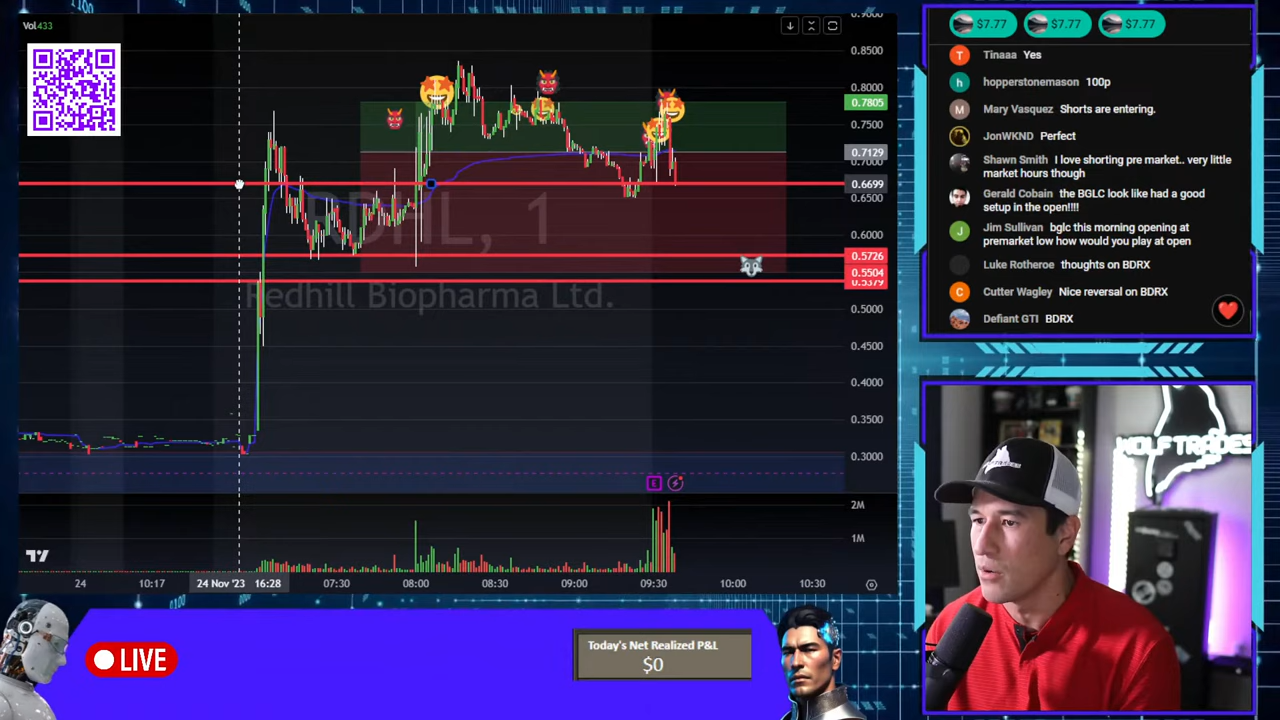 Vol.433
0.9000
0.8500
0.8000
0.7805
0.7500
0.7129
0.7000
0.6699
0.6500
0.6000
0.5726
0.5504
0.5379
0.5000
0.4500
0.4000
0.3500
0.3000
2M
1M
RDHL, 1
Redhill Biopharma Ltd.
E
24
10:17
24 Nov '23 16:28
07:30
08:00
08:30
09:00
09:30
10:00
10:30
LIVE
Today's Net Realized P&L
$0
$7.77
$7.77
$7.77
T Tinaaa Yes
h hopperstonemason 100p
M Mary Vasquez Shorts are entering.
JonWKND Perfect
Shawn Smith I love shorting pre market.. very little
market hours though
Gerald Cobain the BGLC look like had a good
setup in the open!!!!
J Jim Sullivan bglc this morning opening at
premarket low how would you play at open
Luke Rotheroe thoughts on BDRX
C Cutter Wagley Nice reversal on BDRX
Defiant GTI BDRX
WOLFTRADES